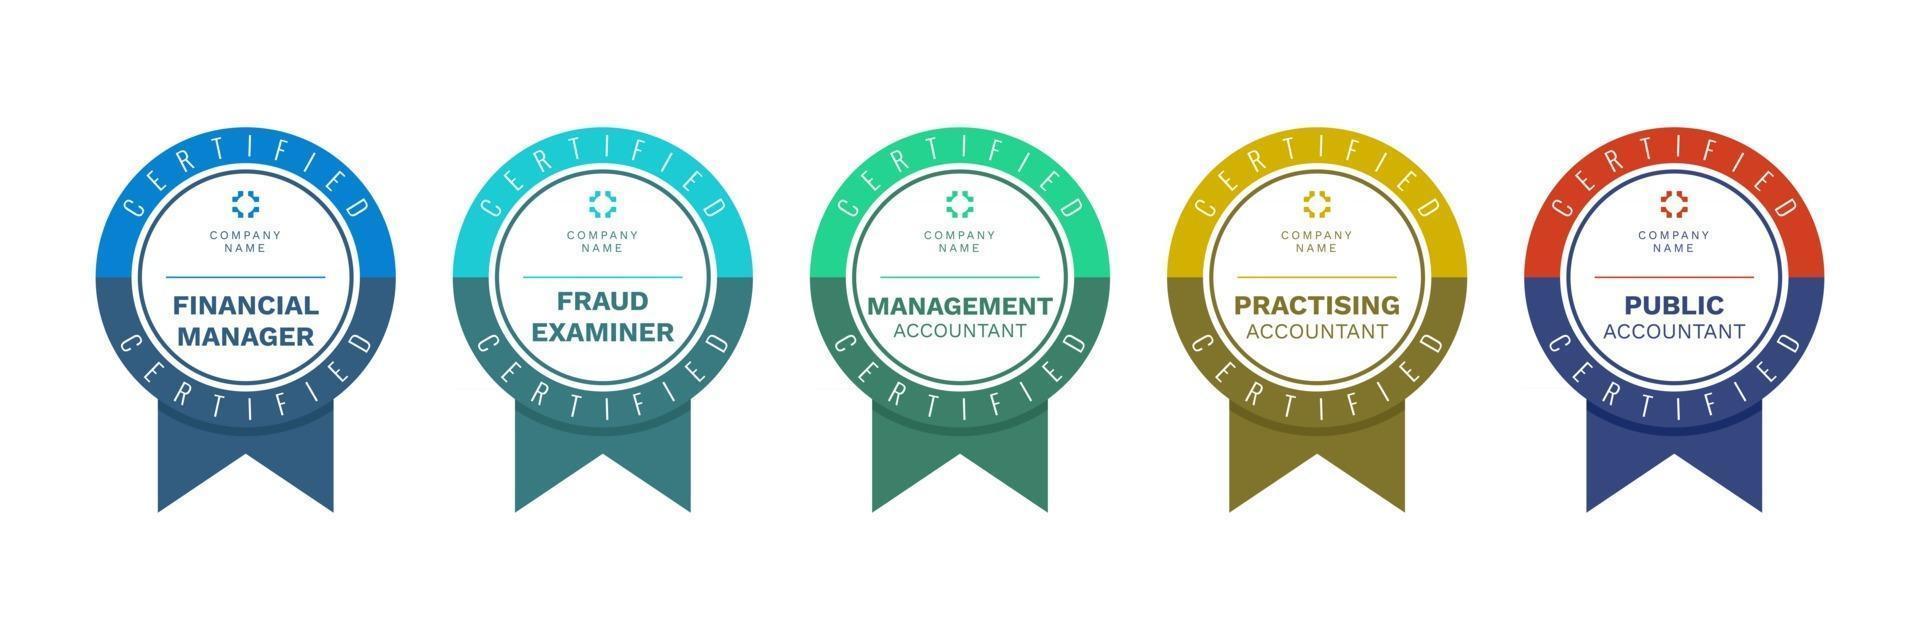 CERTIFIED
COMPANY
NAME
FINANCIAL
MANAGER
CERTIFIED
CERTIFIED
COMPANY
NAME
FRAUD
EXAMINER
CERTIFIED
CERTIFIED
COMPANY
NAME
MANAGEMENT
ACCOUNTANT
CERTIFIED
CERTIFIED
COMPANY
NAME
PRACTISING
ACCOUNTANT
CERTIFIED
CERTIFIED
COMPANY
NAME
PUBLIC
ACCOUNTANT
CERTIFIED